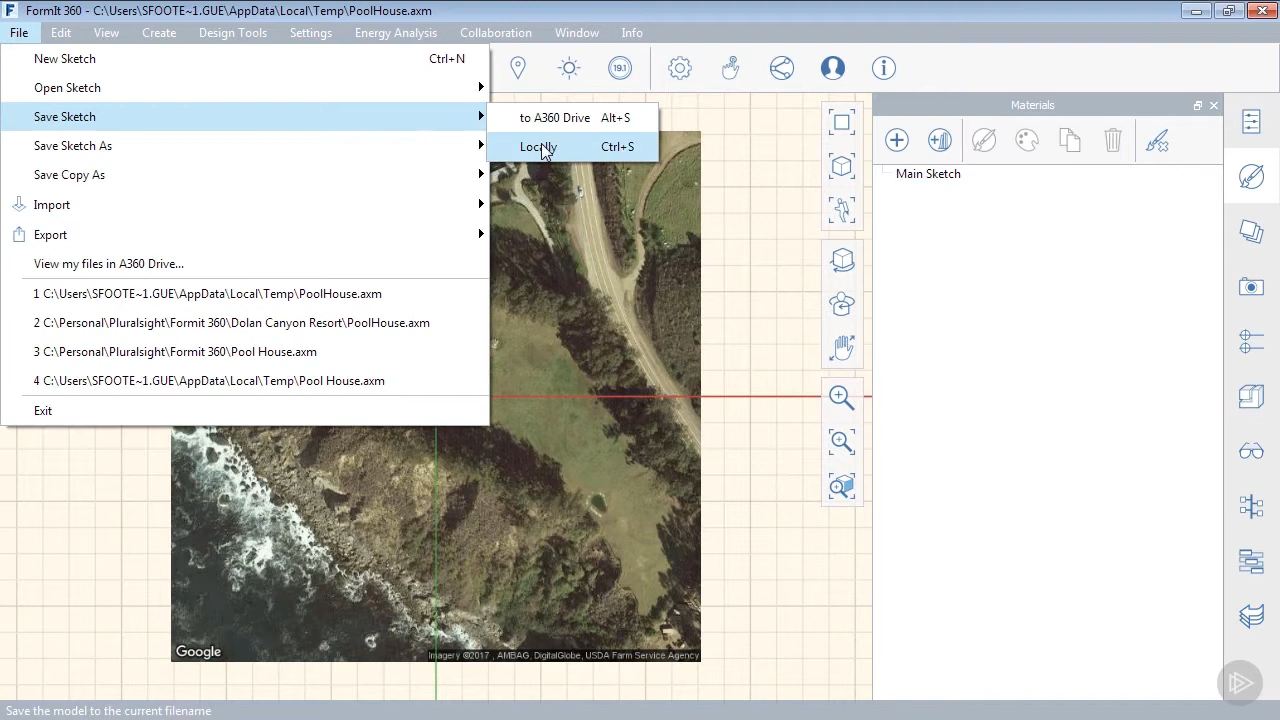 FormIt 360 - C:\Users\SFOOTE~1.GUE\AppData\Local\Temp\PoolHouse.axm
File Edit View Create Design Tools Settings Energy Analysis Collaboration Window Info
New Sketch Ctrl+N
Open Sketch
Save Sketch
to A360 Drive Alt+S
Save Sketch As
Locally Ctrl+S
Save Copy As
Import
Export
View my files in A360 Drive...
1 C:\Users\SFOOTE~1.GUE\AppData\Local\Temp\PoolHouse.axm
2 C:\Personal\Pluralsight\Formit 360\Dolan Canyon Resort\PoolHouse.axm
3 C:\Personal\Pluralsight\Formit 360\Pool House.axm
4 C:\Users\SFOOTE~1.GUE\AppData\Local\Temp\Pool House.axm
Exit
19.1
Materials
Main Sketch
Google
Imagery ©2017 , AMBAG, DigitalGlobe, USDA Farm Service Agency
Save the model to the current filename